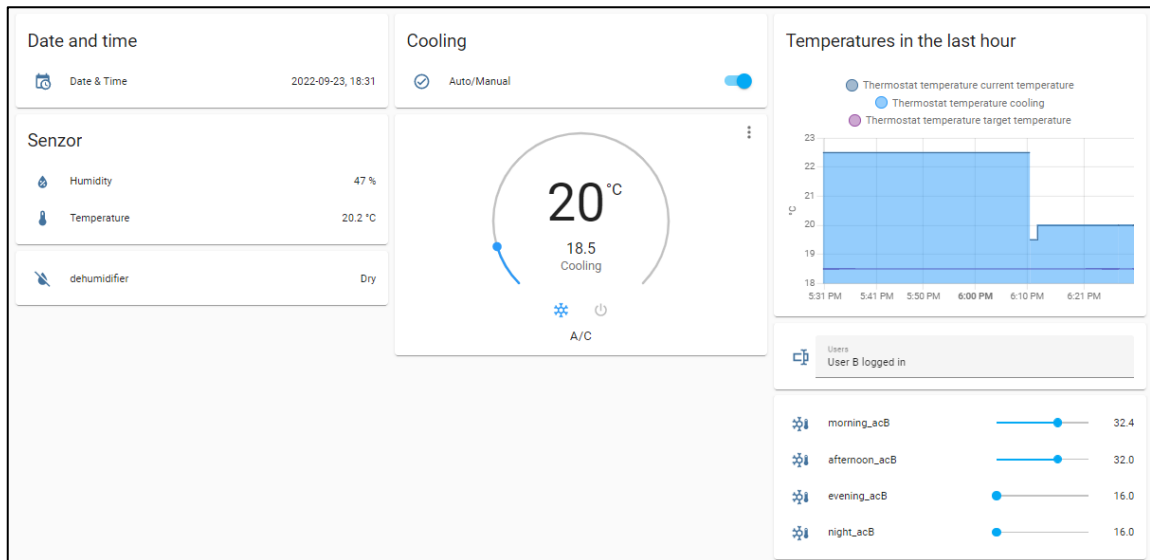 Date and time
Date & Time 2022-09-23, 18:31
Senzor
Humidity 47 %
Temperature 20.2 °C
dehumidifier Dry
Cooling
Auto/Manual
20 °C
18.5
Cooling
A/C
Temperatures in the last hour
Thermostat temperature current temperature
Thermostat temperature cooling
Thermostat temperature target temperature
°C
23
22
21
20
19
18
5:31 PM 5:41 PM 5:50 PM 6:00 PM 6:10 PM 6:21 PM
Users
User B logged in
morning_acB 32.4
afternoon_acB 32.0
evening_acB 16.0
night_acB 16.0